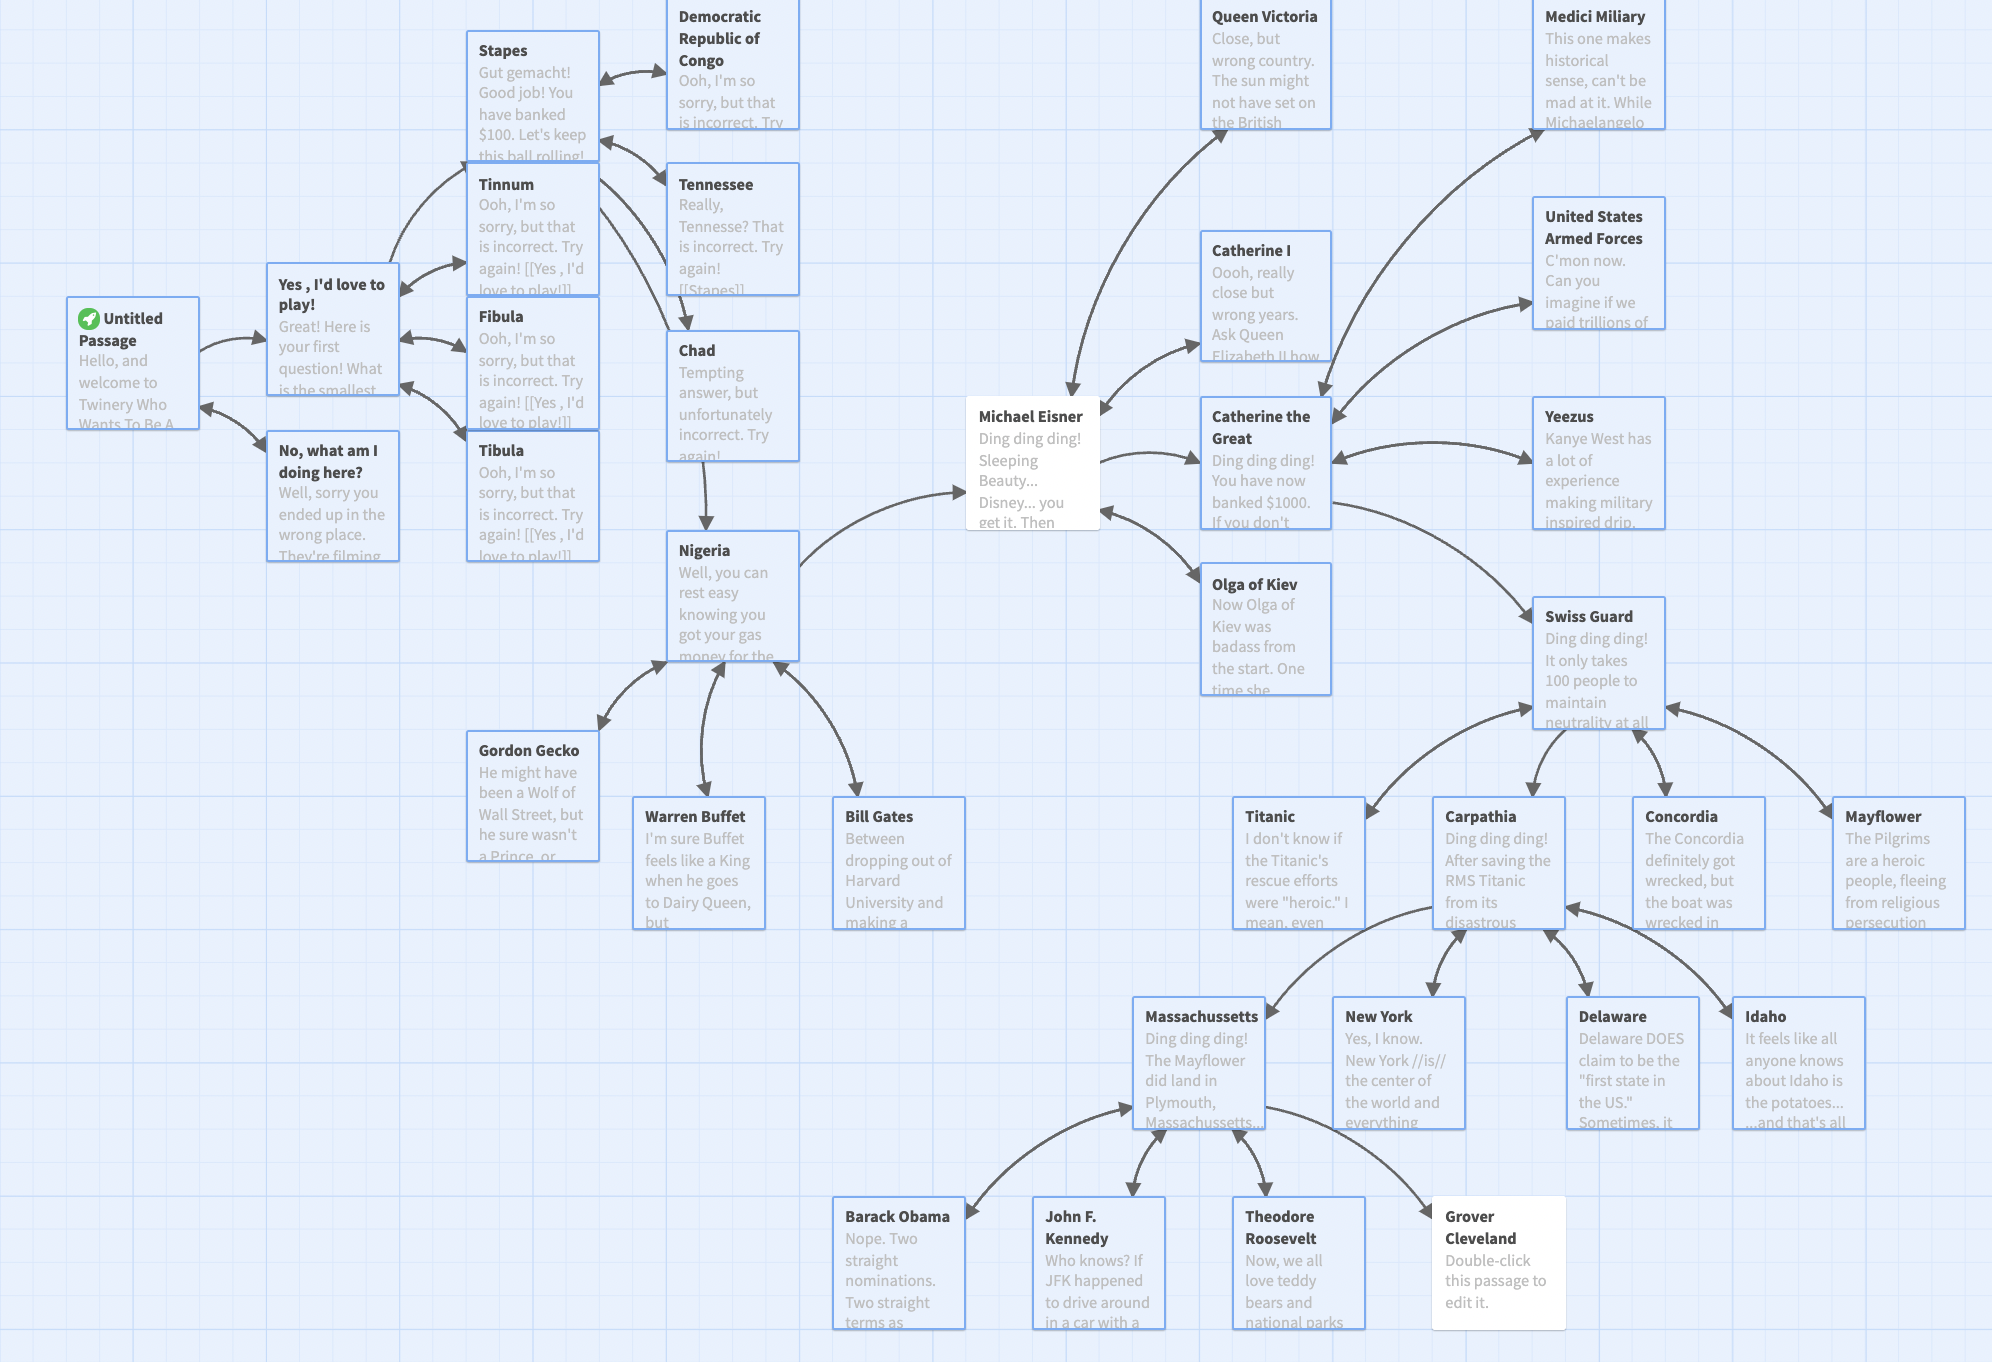 Democratic
Republic of
Congo
Ooh, I'm so
sorry, but that
is incorrect. Try
Queen Victoria
Close, but
wrong country.
The sun might
not have set on
the British
Medici Miliary
This one makes
historical
sense, can't be
mad at it. While
Michaelangelo
Stapes
Gut gemacht!
Good job! You
have banked
$100. Let's keep
this ball rolling!
Tinnum
Ooh, I'm so
sorry, but that
is incorrect. Try
again! [[Yes , I'd
love to play!]]
Tennessee
Really,
Tennesse? That
is incorrect. Try
again!
[[Stapes]]
United States
Armed Forces
C'mon now.
Can you
imagine if we
paid trillions of
Catherine I
Oooh, really
close but
wrong years.
Ask Queen
Elizabeth II how
Yes , I'd love to
play!
Great! Here is
your first
question! What
is the smallest
Untitled
Passage
Hello, and
welcome to
Twinery Who
Wants To Be A
Fibula
Ooh, I'm so
sorry, but that
is incorrect. Try
again! [[Yes , I'd
love to play!]]
Chad
Tempting
answer, but
unfortunately
incorrect. Try
again!
Michael Eisner
Ding ding ding!
Sleeping
Beauty...
Disney... you
get it. Then
Catherine the
Great
Ding ding ding!
You have now
banked $1000.
If you don't
Yeezus
Kanye West has
a lot of
experience
making military
inspired drip.
No, what am I
doing here?
Well, sorry you
ended up in the
wrong place.
They're filming
Tibula
Ooh, I'm so
sorry, but that
is incorrect. Try
again! [[Yes , I'd
love to play!]]
Nigeria
Well, you can
rest easy
knowing you
got your gas
money for the
Olga of Kiev
Now Olga of
Kiev was
badass from
the start. One
time she
Swiss Guard
Ding ding ding!
It only takes
100 people to
maintain
neutrality at all
Gordon Gecko
He might have
been a Wolf of
Wall Street, but
he sure wasn't
a Prince, or
Warren Buffet
I'm sure Buffet
feels like a King
when he goes
to Dairy Queen,
but
Bill Gates
Between
dropping out of
Harvard
University and
making a
Titanic
I don't know if
the Titanic's
rescue efforts
were "heroic." I
mean, even
Carpathia
Ding ding ding!
After saving the
RMS Titanic
from its
disastrous
Concordia
The Concordia
definitely got
wrecked, but
the boat was
wrecked in
Mayflower
The Pilgrims
are a heroic
people, fleeing
from religious
persecution
Massachussetts
Ding ding ding!
The Mayflower
did land in
Plymouth,
Massachussetts...
New York
Yes, I know.
New York //is//
the center of
the world and
everything
Delaware
Delaware DOES
claim to be the
"first state in
the US."
Sometimes, it
Idaho
It feels like all
anyone knows
about Idaho is
the potatoes...
...and that's all
Barack Obama
Nope. Two
straight
nominations.
Two straight
terms as
John F.
Kennedy
Who knows? If
JFK happened
to drive around
in a car with a
Theodore
Roosevelt
Now, we all
love teddy
bears and
national parks
Grover
Cleveland
Double-click
this passage to
edit it.